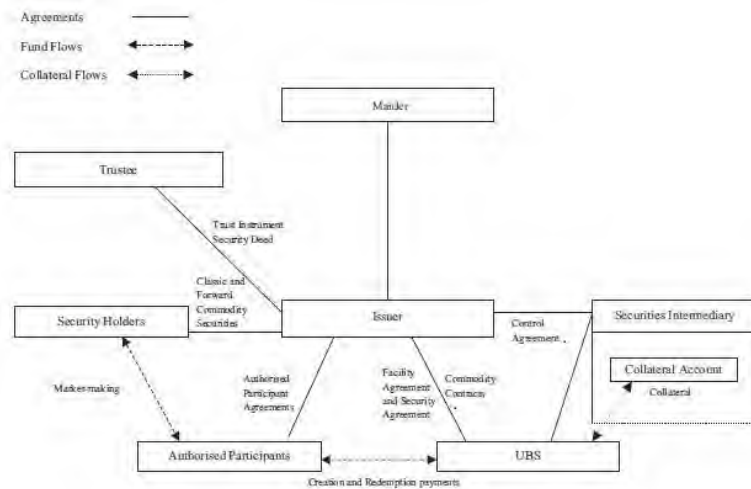 Agreements
Fund Flows
Collateral Flows
Trustee
Trust Instrument
Security Deed
Classic and
Forward
Commodity
Securities
Security Holders
Issuer
Securities Intermediary
Control
Agreement
Collateral Account
Collateral
Market-making
Authorised
Participant
Agreements
Facility
Agreement
and Security
Agreement
Commodity
Contracts
Authorised Participants
UBS
Creation and Redemption payments